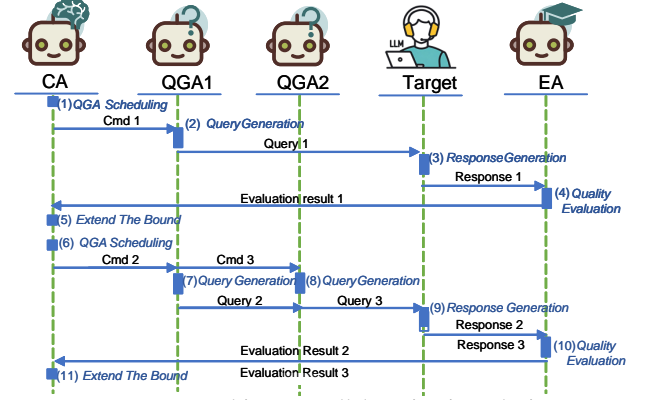 LLM
CA QGA1 QGA2 Target EA
(1) QGA Scheduling
Cmd 1
(2) QueryGeneration
Query 1
(3) ResponseGeneration
Response 1
(4) Quality
Evaluation
Evaluation result 1
(5) Extend The Bound
(6) QGA Scheduling
Cmd 2 Cmd 3
(7)Query Generation (8) QueryGeneration
Query 2 Query 3
(9) Response Generation
Response 2
Response 3
(10) Quality
Evaluation
Evaluation Result 2
Evaluation Result 3
(11) Extend The Bound